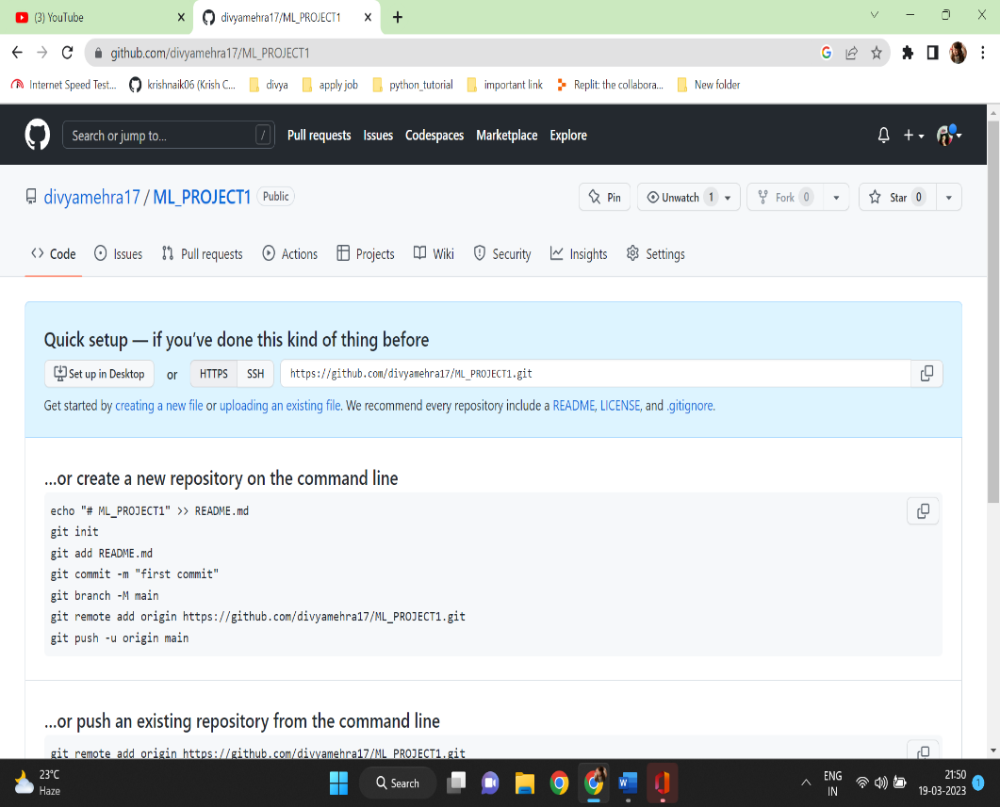 (3) YouTube
divyamehra17/ML_PROJECT1
github.com/divyamehra17/ML_PROJECT1
Internet Speed Test... krishnaik06 (Krish C... divya apply job python_tutorial important link Replit: the collabora... New folder
Search or jump to... / Pull requests Issues Codespaces Marketplace Explore
divyamehra17 / ML_PROJECT1 Public Pin Unwatch 1 Fork 0 Star 0
Code Issues Pull requests Actions Projects Wiki Security Insights Settings
Quick setup — if you’ve done this kind of thing before
Set up in Desktop or HTTPS SSH https://github.com/divyamehra17/ML_PROJECT1.git
Get started by creating a new file or uploading an existing file. We recommend every repository include a README, LICENSE, and .gitignore.
…or create a new repository on the command line
echo "# ML_PROJECT1" >> README.md
git init
git add README.md
git commit -m "first commit"
git branch -M main
git remote add origin https://github.com/divyamehra17/ML_PROJECT1.git
git push -u origin main
…or push an existing repository from the command line
git remote add origin https://github.com/divyamehra17/ML_PROJECT1.git
23°C
Haze
Search
ENG
IN
21:50
19-03-2023
1